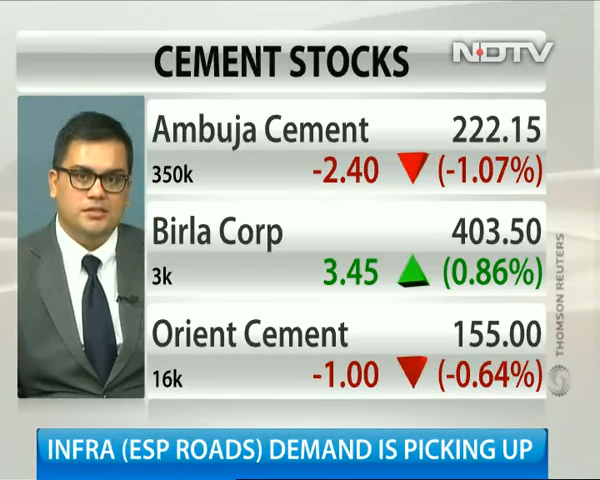 NDTV
CEMENT STOCKS
Ambuja Cement 222.15
350k -2.40 ▼ (-1.07%)
Birla Corp 403.50
3k 3.45 ▲ (0.86%)
Orient Cement 155.00
16k -1.00 ▼ (-0.64%)
THOMSON REUTERS
INFRA (ESP ROADS) DEMAND IS PICKING UP